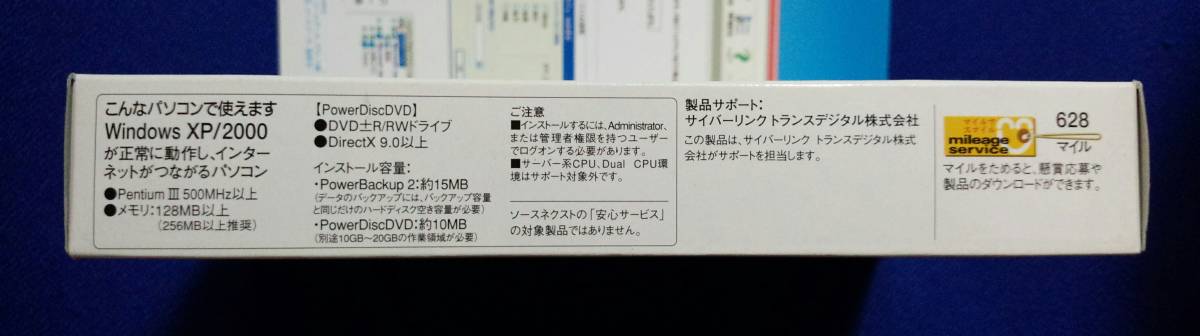 こんなパソコンで使えます
Windows XP/2000
が正常に動作し、インター
ネットがつながるパソコン
●Pentium Ⅲ 500MHz以上
●メモリ:128MB以上
(256MB以上推奨)
【PowerDiscDVD】
●DVD±R/RWドライブ
●DirectX 9.0以上
インストール容量:
・PowerBackup 2:約15MB
(データのバックアップには、バックアップ容量
と同じだけのハードディスク空き容量が必要)
・PowerDiscDVD:約10MB
(別途10GB〜20GBの作業領域が必要)
ご注意
■インストールするには、Administrator、
または管理者権限を持つユーザー
でログオンする必要があります。
■サーバー系CPU、Dual CPU環
境はサポート対象外です。
ソースネクストの「安心サービス」
の対象製品ではありません。
製品サポート:
サイバーリンク トランスデジタル株式会社
この製品は、サイバーリンク トランスデジタル株式
会社がサポートを担当します。
マイルで
スマイル
mileage
service
628
マイル
マイルをためると、懸賞応募や
製品のダウンロードができます。